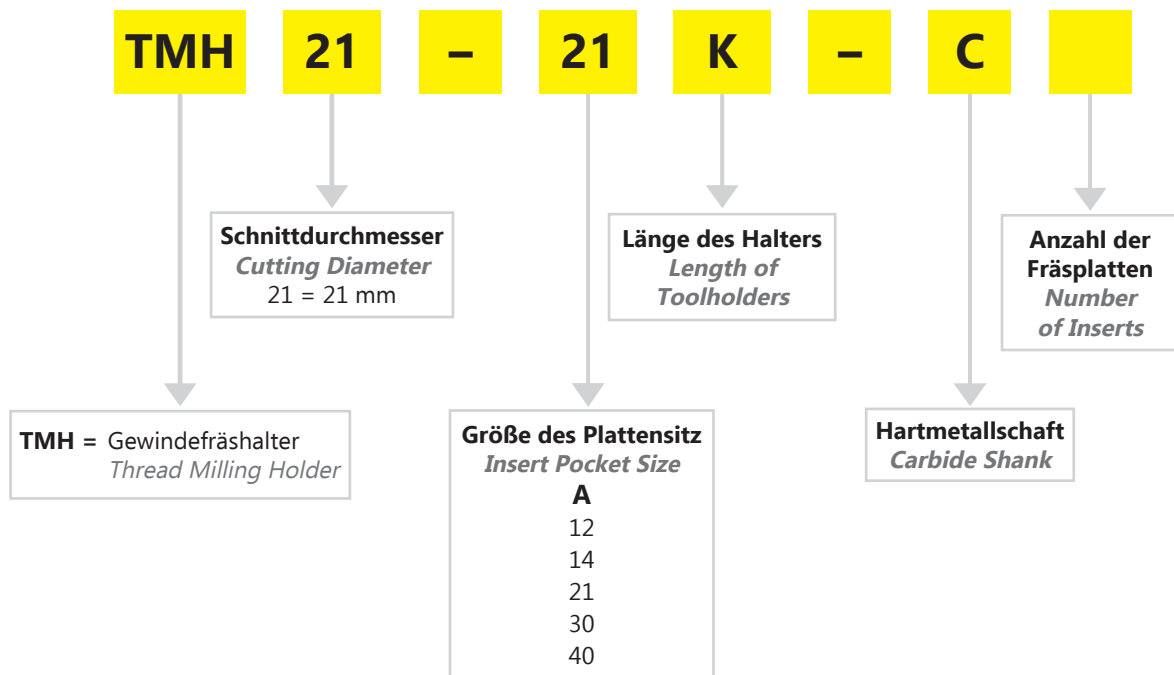 TMH 21 – 21 K – C
Schnittdurchmesser
Cutting Diameter
21 = 21 mm
Länge des Halters
Length of
Toolholders
Anzahl der
Fräsplatten
Number
of Inserts
TMH = Gewindefräshalter
Thread Milling Holder
Größe des Plattensitz
Insert Pocket Size
A
12
14
21
30
40
Hartmetallschaft
Carbide Shank